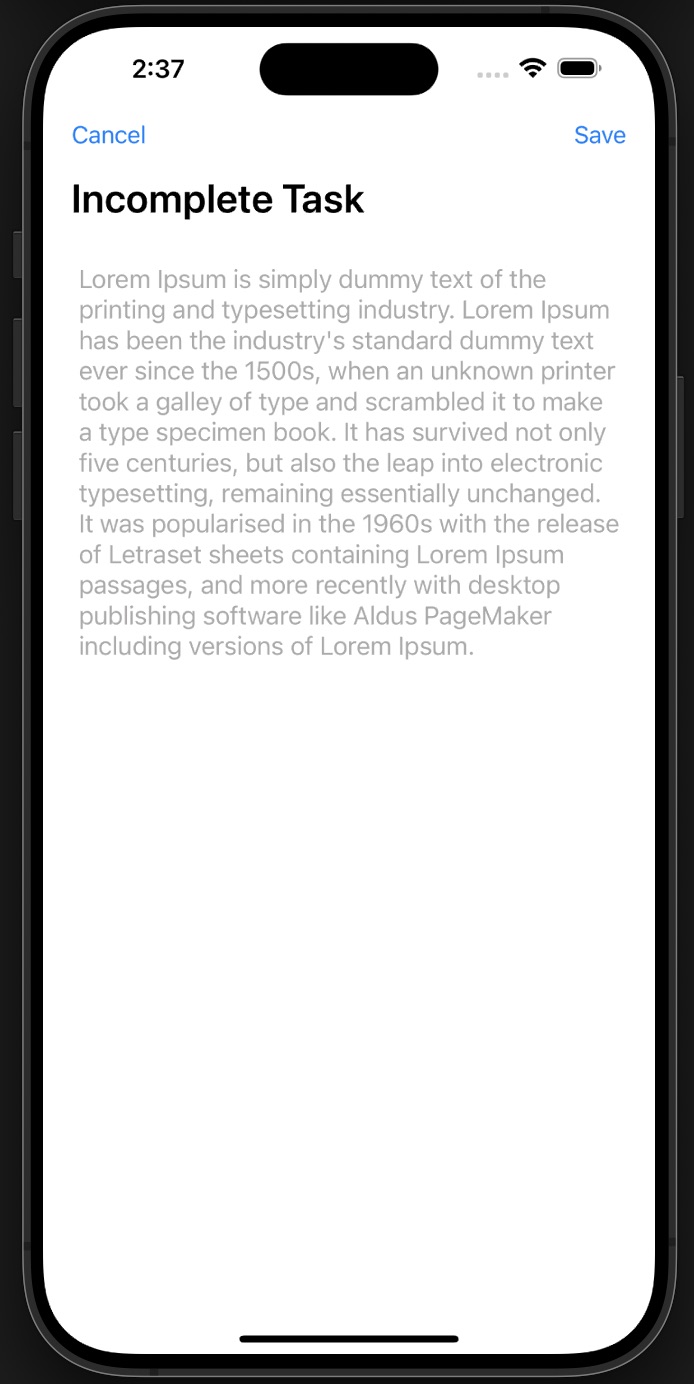 2:37
Cancel Save
Incomplete Task
Lorem Ipsum is simply dummy text of the
printing and typesetting industry. Lorem Ipsum
has been the industry's standard dummy text
ever since the 1500s, when an unknown printer
took a galley of type and scrambled it to make
a type specimen book. It has survived not only
five centuries, but also the leap into electronic
typesetting, remaining essentially unchanged.
It was popularised in the 1960s with the release
of Letraset sheets containing Lorem Ipsum
passages, and more recently with desktop
publishing software like Aldus PageMaker
including versions of Lorem Ipsum.